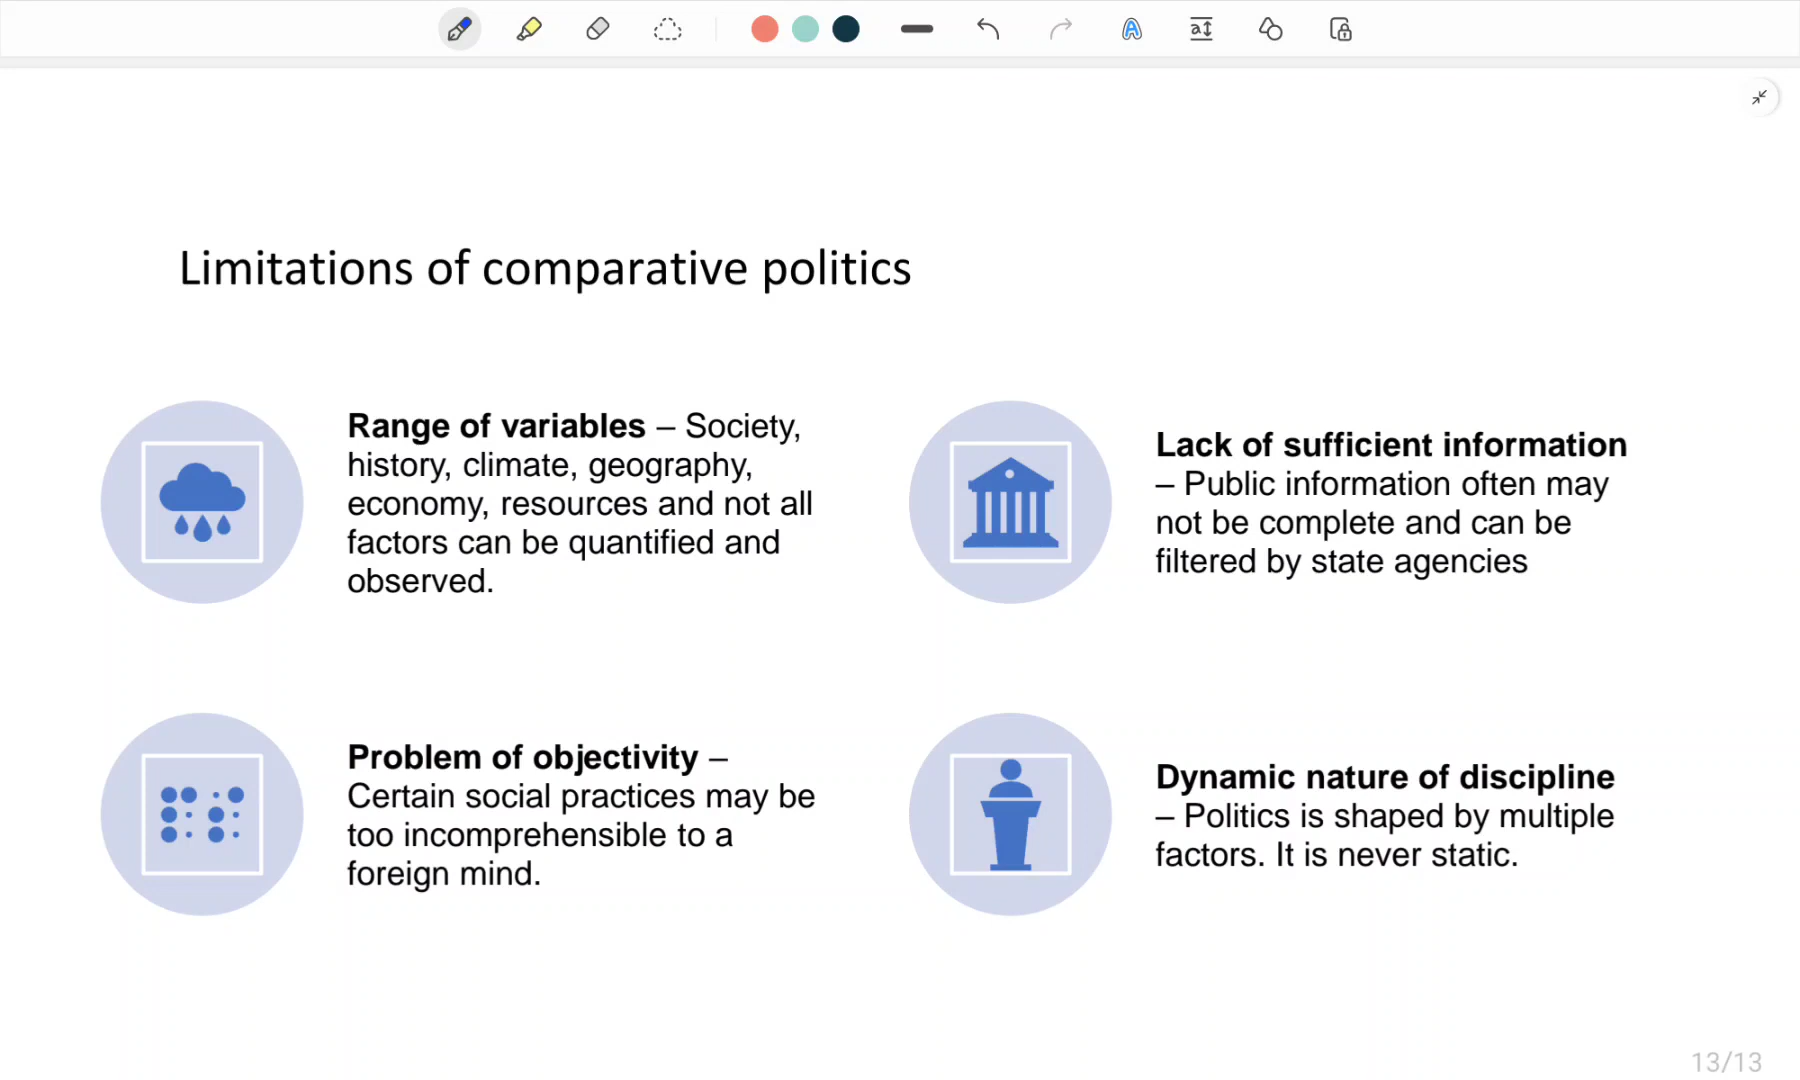 Limitations of comparative politics
Range of variables – Society,
history, climate, geography,
economy, resources and not all
factors can be quantified and
observed.
Lack of sufficient information
– Public information often may
not be complete and can be
filtered by state agencies
Problem of objectivity –
Certain social practices may be
too incomprehensible to a
foreign mind.
Dynamic nature of discipline
– Politics is shaped by multiple
factors. It is never static.
13/13